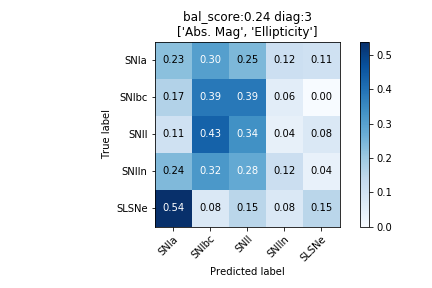 bal_score:0.24 diag:3
['Abs. Mag', 'Ellipticity']
True label
SNIa 0.23 0.30 0.25 0.12 0.11
SNIbc 0.17 0.39 0.39 0.06 0.00
SNII 0.11 0.43 0.34 0.04 0.08
SNIIn 0.24 0.32 0.28 0.12 0.04
SLSNe 0.54 0.08 0.15 0.08 0.15
SNIa SNIbc SNII SNIIn SLSNe
Predicted label
0.5
0.4
0.3
0.2
0.1
0.0